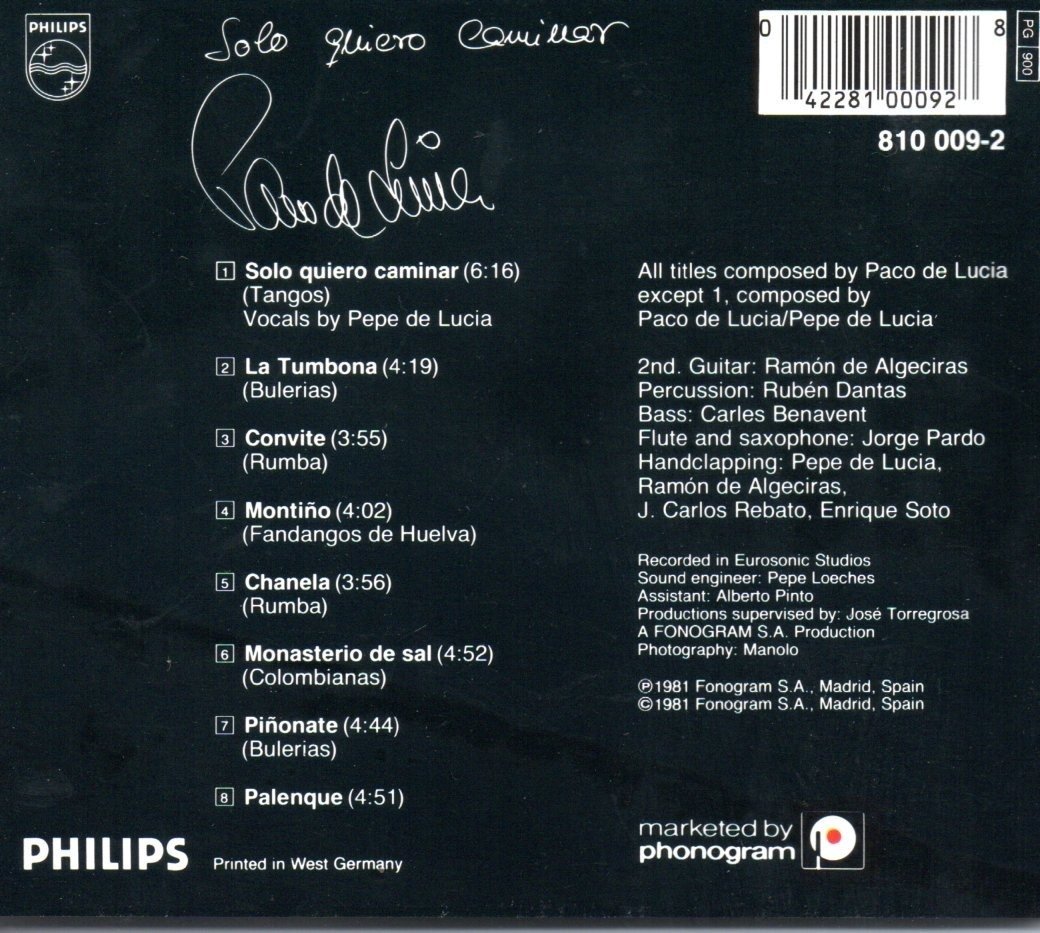 PHILIPS
Solo quiero caminar
Paco de Lucia
0 42281 00092 8
PG 900
810 009-2
1 Solo quiero caminar (6:16)
(Tangos)
Vocals by Pepe de Lucia
2 La Tumbona (4:19)
(Bulerias)
3 Convite (3:55)
(Rumba)
4 Montiño (4:02)
(Fandangos de Huelva)
5 Chanela (3:56)
(Rumba)
6 Monasterio de sal (4:52)
(Colombianas)
7 Piñonate (4:44)
(Bulerias)
8 Palenque (4:51)
All titles composed by Paco de Lucia
except 1, composed by
Paco de Lucia/Pepe de Lucia
2nd. Guitar: Ramón de Algeciras
Percussion: Rubén Dantas
Bass: Carles Benavent
Flute and saxophone: Jorge Pardo
Handclapping: Pepe de Lucia,
Ramón de Algeciras,
J. Carlos Rebato, Enrique Soto
Recorded in Eurosonic Studios
Sound engineer: Pepe Loeches
Assistant: Alberto Pinto
Productions supervised by: José Torregrosa
A FONOGRAM S.A. Production
Photography: Manolo
℗1981 Fonogram S.A., Madrid, Spain
©1981 Fonogram S.A., Madrid, Spain
PHILIPS
Printed in West Germany
marketed by
phonogram